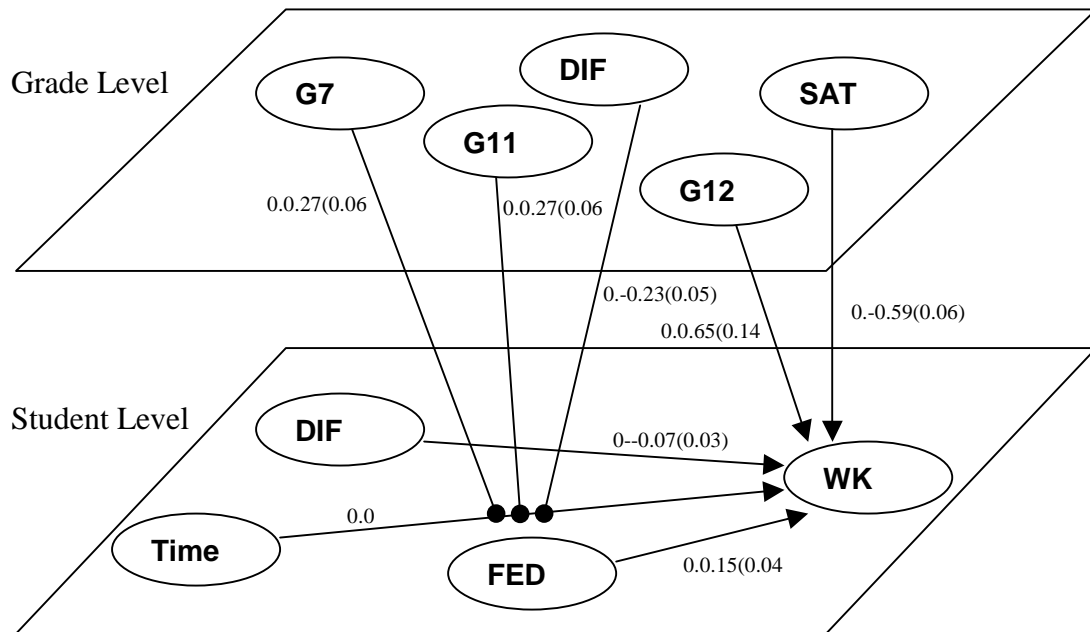 DIF
Grade Level
G7
SAT
G11
G12
0.0.27(0.06
0.0.27(0.06
0.-0.23(0.05)
0.-0.59(0.06)
0.0.65(0.14
Student Level
DIF
0--0.07(0.03)
WK
0.0
Time
FED
0.0.15(0.04